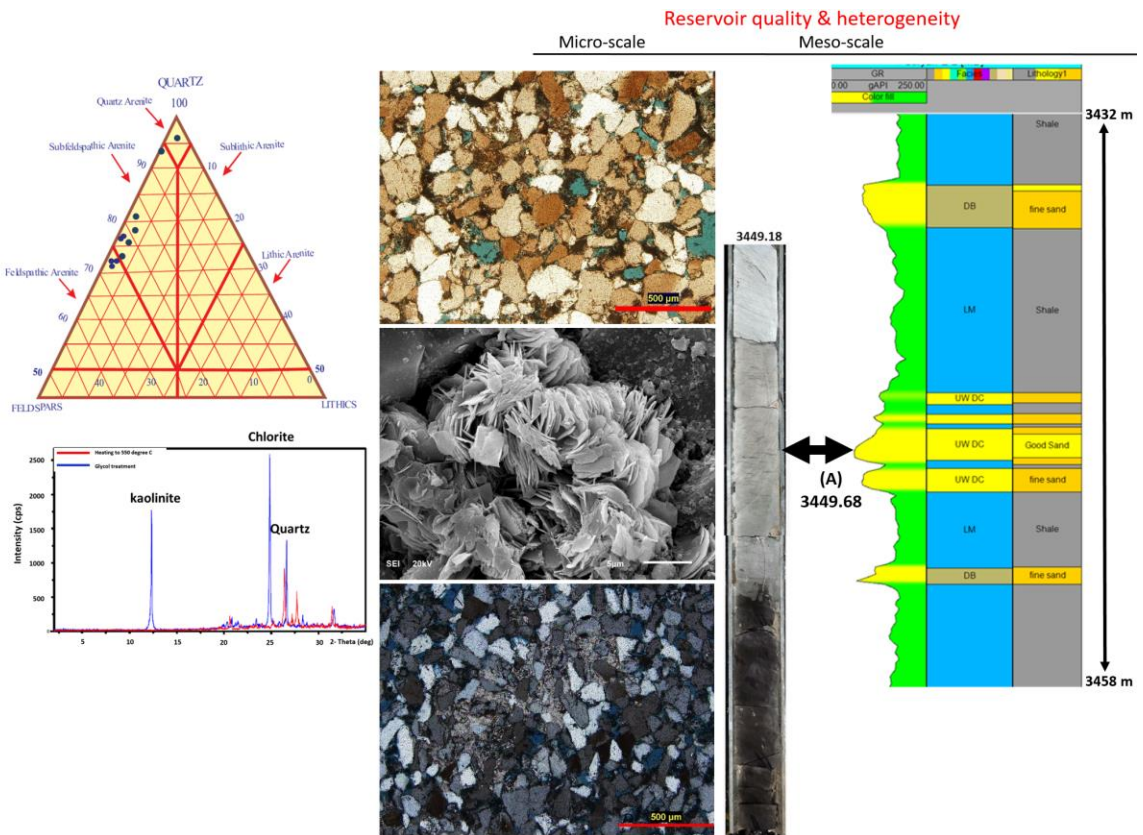 Reservoir quality & heterogeneity
Micro-scale
Meso-scale
QUARTZ
100
Quartz Arenite
Subfeldspathic Arenite
Sublithic Arenite
90
10
80
20
70
30
Feldspathic Arenite
Lithic Arenite
60
40
50
50
40
30
20
10
0
FELDSPARS
LITHICS
Chlorite
Heating to 550 degree C
Glycol treatment
kaolinite
Quartz
Intensity (cps)
2500
2000
1500
1000
500
5
10
15
20
25
30
2- Theta (deg)
500 µm
SEI 20kV
5µm
500 µm
3449.18
(A)
3449.68
GR
Facies
Lithology1
0.00 gAPI 250.00
Color fill
3432 m
Shale
DB
fine sand
LM
Shale
UW DC
UW DC
Good Sand
UW DC
fine sand
LM
Shale
DB
fine sand
3458 m